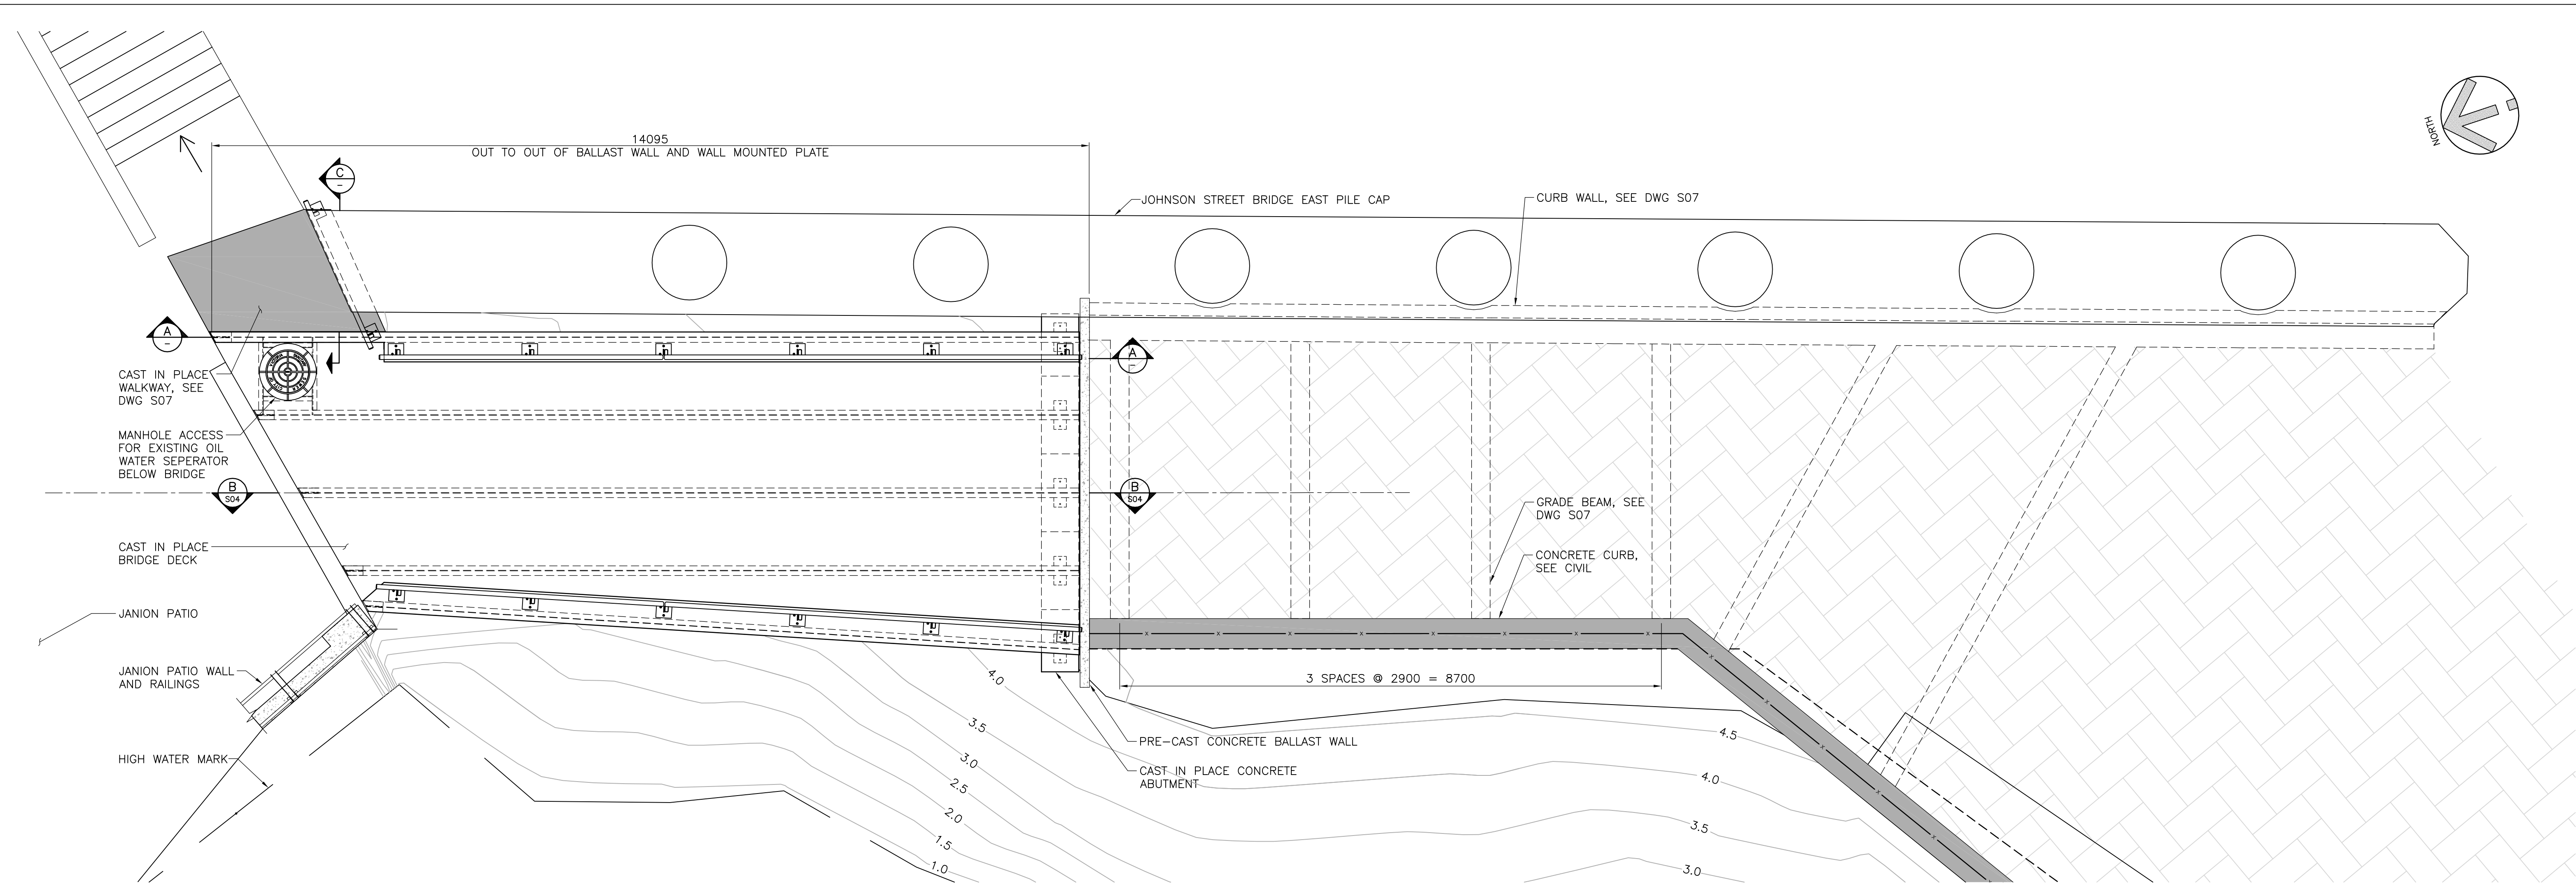 NORTH
14095
OUT TO OUT OF BALLAST WALL AND WALL MOUNTED PLATE
C
-
JOHNSON STREET BRIDGE EAST PILE CAP
CURB WALL, SEE DWG S07
A
-
A
-
CAST IN PLACE
WALKWAY, SEE
DWG S07
MANHOLE ACCESS
FOR EXISTING OIL
WATER SEPERATOR
BELOW BRIDGE
B
S04
B
S04
GRADE BEAM, SEE
DWG S07
CAST IN PLACE
BRIDGE DECK
CONCRETE CURB,
SEE CIVIL
JANION PATIO
JANION PATIO WALL
AND RAILINGS
3 SPACES @ 2900 = 8700
4.0
3.5
3.0
2.5
2.0
1.5
1.0
PRE-CAST CONCRETE BALLAST WALL
CAST IN PLACE CONCRETE
ABUTMENT
HIGH WATER MARK
4.5
4.0
3.5
3.0